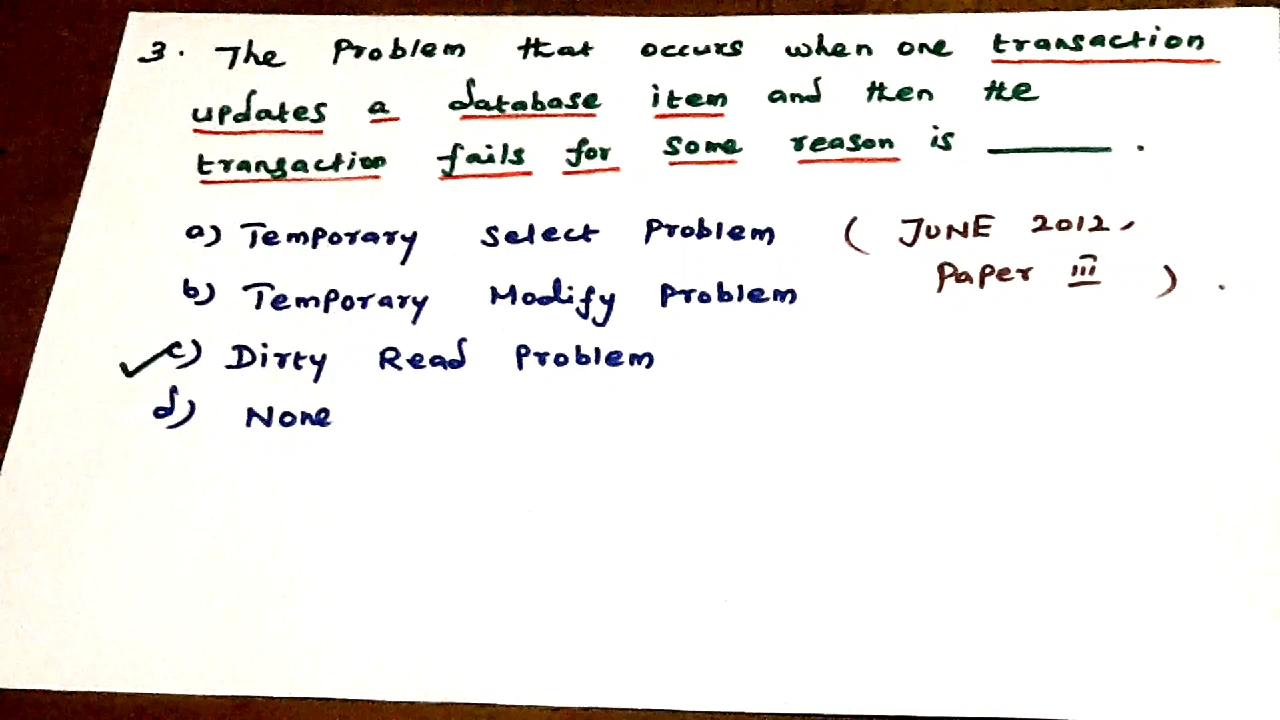 3. The Problem that occurs when one transaction
updates a database item and then the
transaction fails for some reason is ______ .
a) Temporary Select Problem ( JUNE 2012,
b) Temporary Modify Problem Paper III ) .
c) Dirty Read Problem
d) None